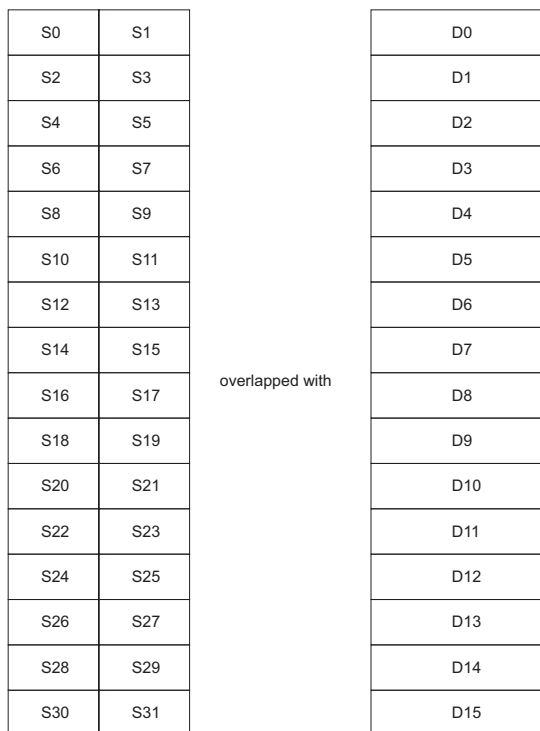 S0 S1 D0
S2 S3 D1
S4 S5 D2
S6 S7 D3
S8 S9 D4
S10 S11 D5
S12 S13 D6
S14 S15 D7
overlapped with
S16 S17 D8
S18 S19 D9
S20 S21 D10
S22 S23 D11
S24 S25 D12
S26 S27 D13
S28 S29 D14
S30 S31 D15